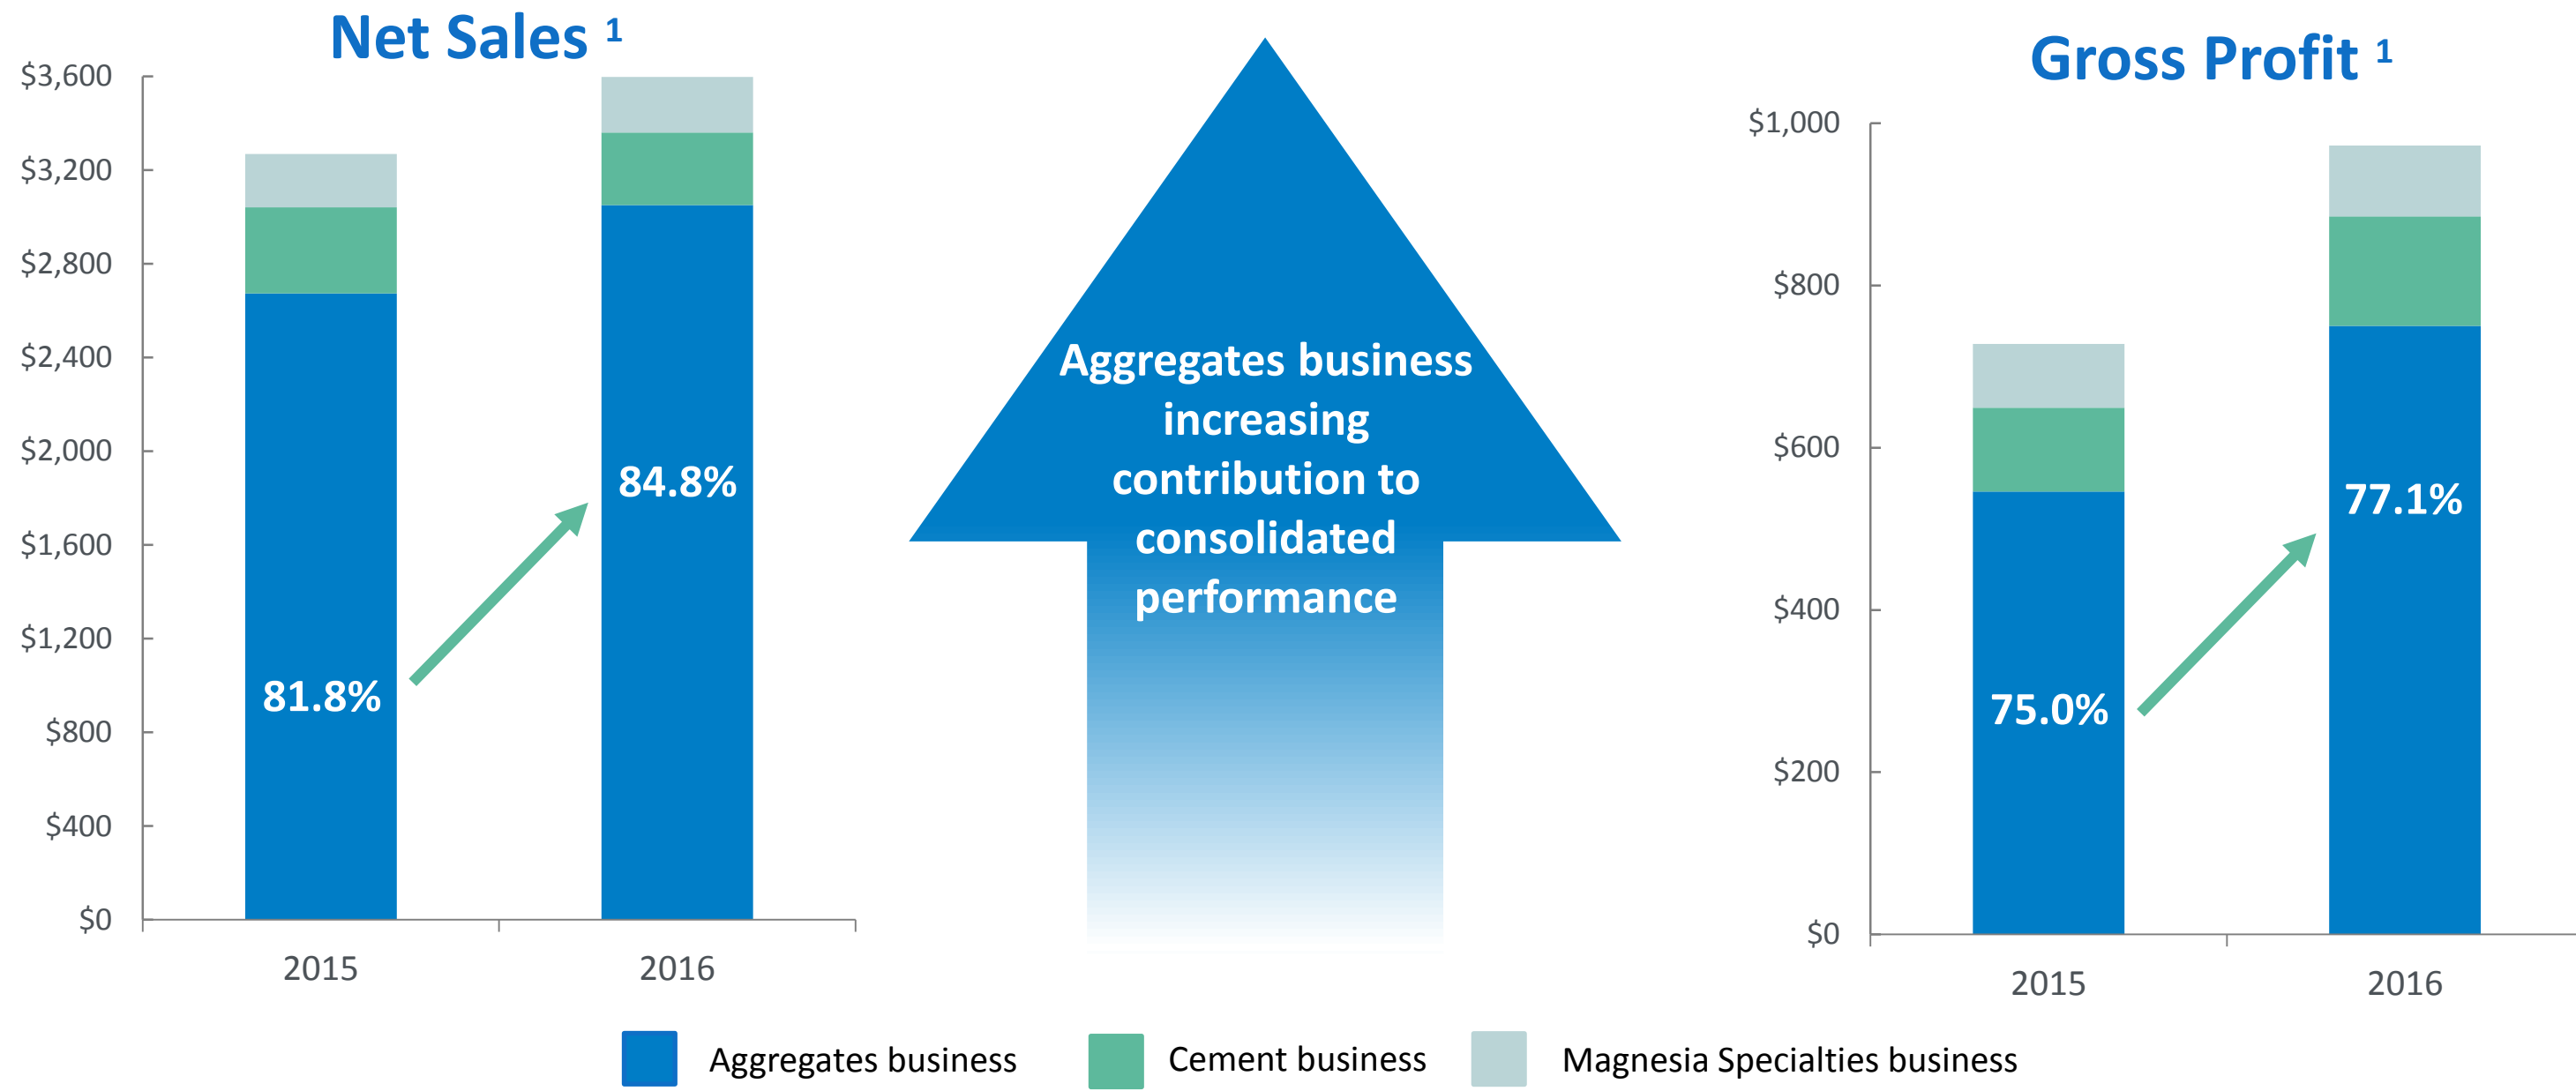 Net Sales 1
$3,600
$3,200
$2,800
$2,400
$2,000
$1,600
$1,200
$800
$400
$0
81.8%
84.8%
2015
2016
Aggregates business
increasing
contribution to
consolidated
performance
Gross Profit 1
$1,000
$800
$600
$400
$200
$0
75.0%
77.1%
2015
2016
Aggregates business
Cement business
Magnesia Specialties business